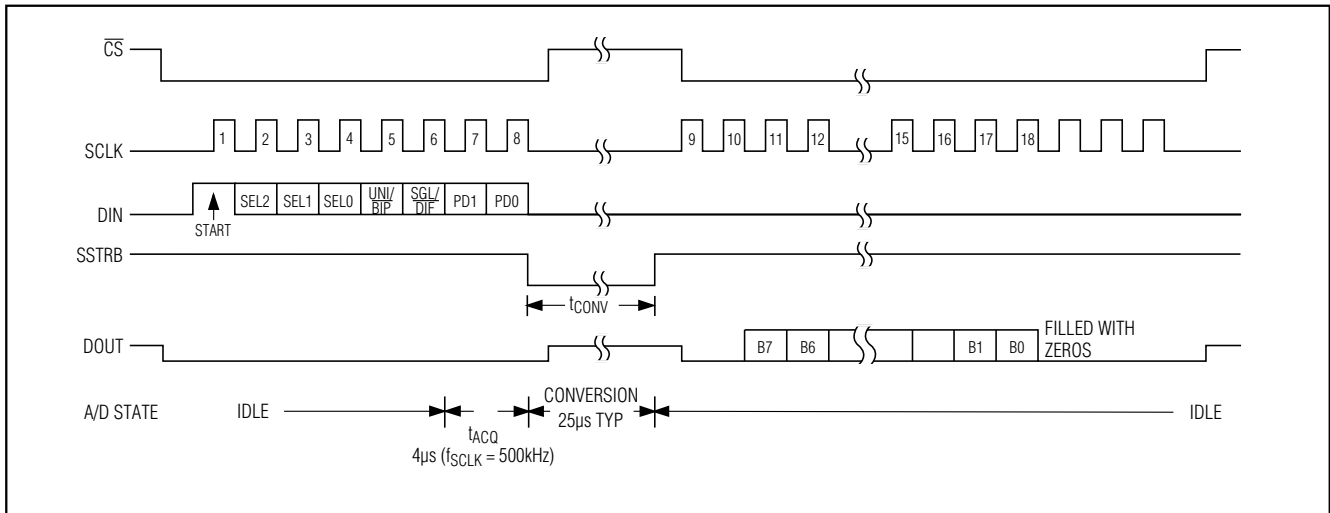 CS
SCLK
1 2 3 4 5 6 7 8 9 10 11 12 15 16 17 18
DIN
START
SEL2 SEL1 SEL0 UNI/BIP SGL/DIF PD1 PD0
SSTRB
tCONV
DOUT
B7 B6 B1 B0
FILLED WITH
ZEROS
A/D STATE
IDLE
tACQ
4µs (fSCLK = 500kHz)
CONVERSION
25µs TYP
IDLE